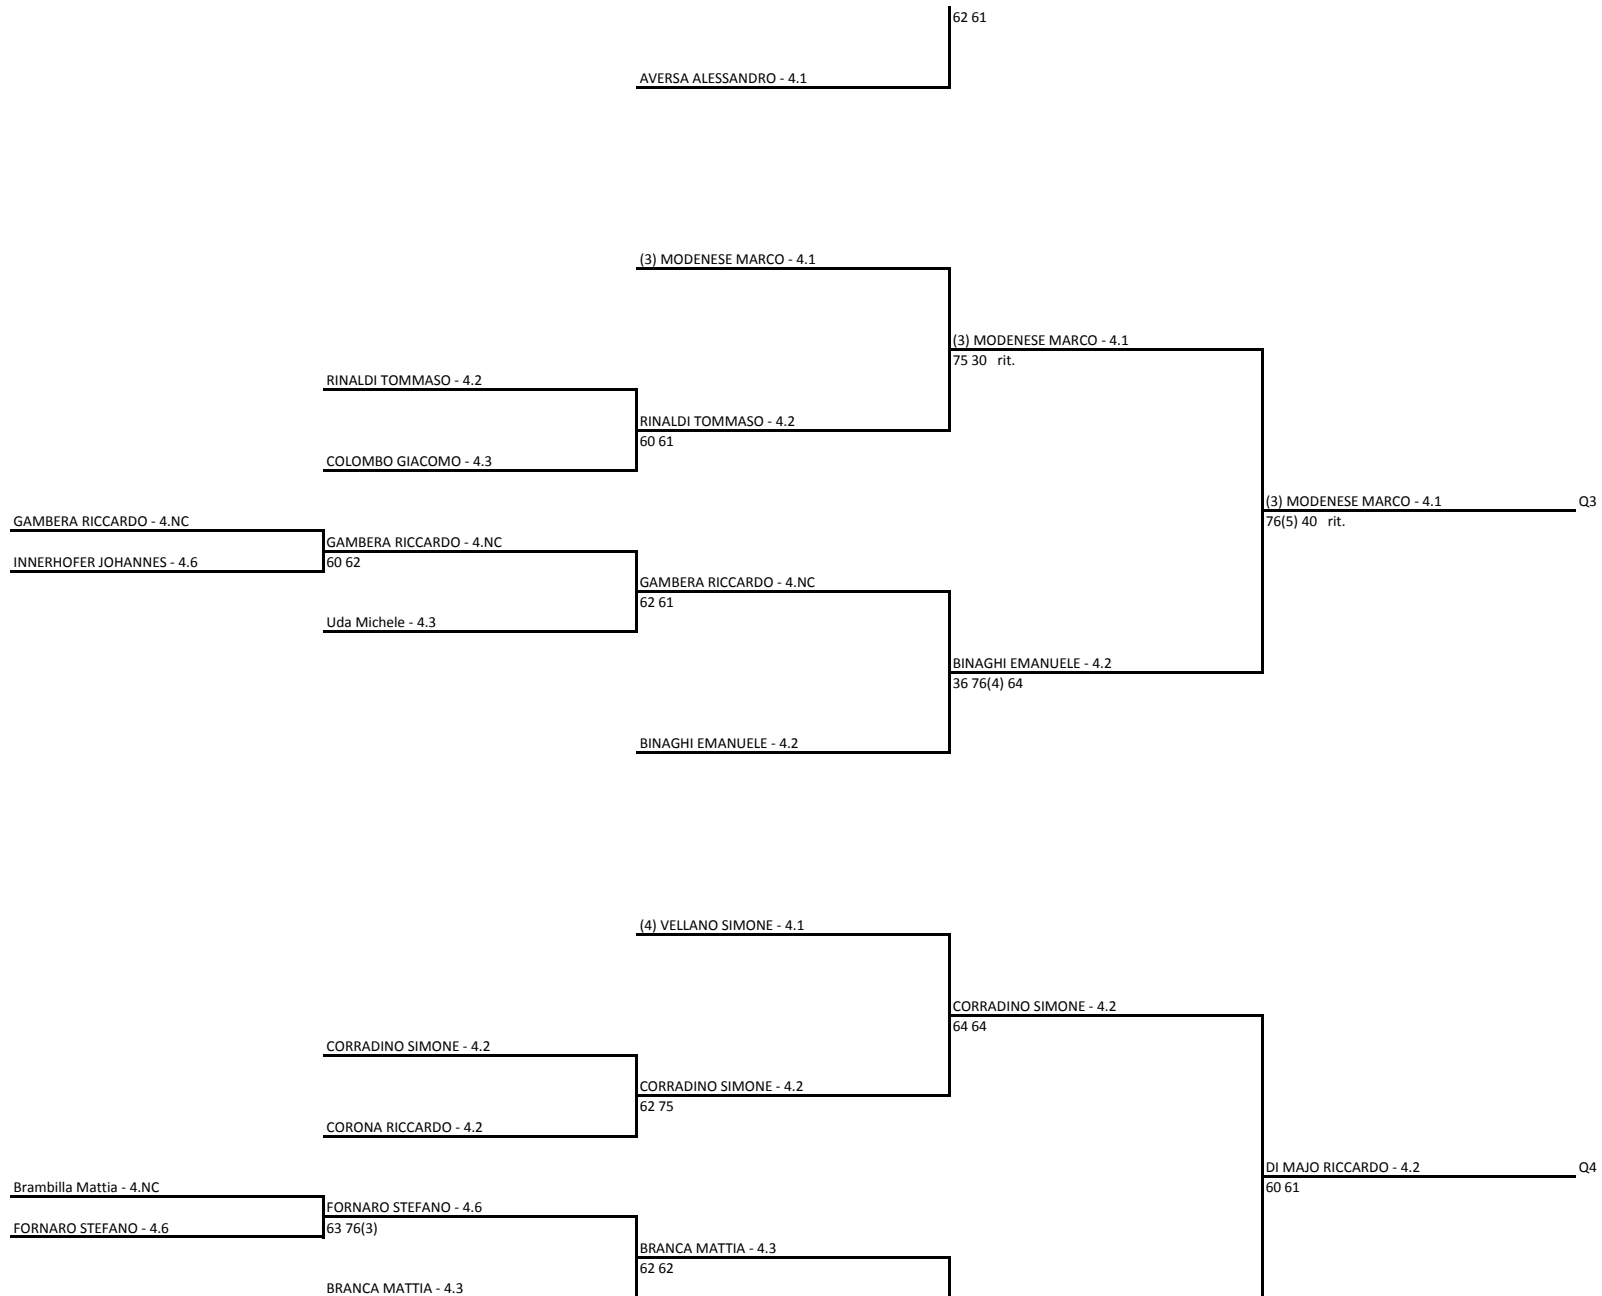 62 61
AVERSA ALESSANDRO - 4.1
(3) MODENESE MARCO - 4.1
(3) MODENESE MARCO - 4.1
75 30 rit.
RINALDI TOMMASO - 4.2
RINALDI TOMMASO - 4.2
60 61
COLOMBO GIACOMO - 4.3
(3) MODENESE MARCO - 4.1 Q3
76(5) 40 rit.
GAMBERA RICCARDO - 4.NC
GAMBERA RICCARDO - 4.NC
INNERHOFER JOHANNES - 4.6
60 62
GAMBERA RICCARDO - 4.NC
62 61
Uda Michele - 4.3
BINAGHI EMANUELE - 4.2
36 76(4) 64
BINAGHI EMANUELE - 4.2
(4) VELLANO SIMONE - 4.1
CORRADINO SIMONE - 4.2
64 64
CORRADINO SIMONE - 4.2
CORRADINO SIMONE - 4.2
62 75
CORONA RICCARDO - 4.2
DI MAJO RICCARDO - 4.2 Q4
60 61
Brambilla Mattia - 4.NC
FORNARO STEFANO - 4.6
FORNARO STEFANO - 4.6
63 76(3)
BRANCA MATTIA - 4.3
62 62
BRANCA MATTIA - 4.3